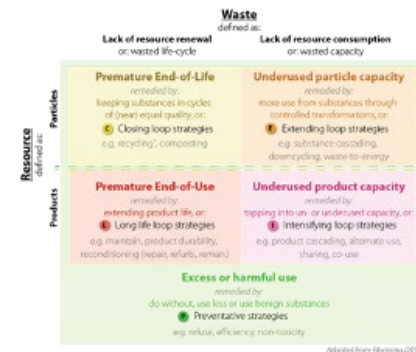 Waste
defined as:
Lack of resource renewal
or: wasted life-cycle
Lack of resource consumption
or: wasted capacity
Resource
defined as:
Particles
Premature End-of-Life
remedied by:
keeping substances in cycles
of (near) equal quality, or:
C Closing loop strategies
e.g. recycling*, composting
Underused particle capacity
remedied by:
more use from substances through
controlled transformations, or:
Extending loop strategies
e.g. substance cascading,
downcycling, waste-to-energy
Products
Premature End-of-Use
remedied by:
extending product life, or:
L Long life loop strategies
e.g. maintain, product durability,
reconditioning (repair, refurb, reman.)
Underused product capacity
remedied by:
tapping into un- or underused capacity, or:
I Intensifying loop strategies
e.g. product cascading, alternate use,
sharing, co-use
Excess or harmful use
remedied by:
do without, use less or use benign substances
P Preventative strategies
e.g. refuse, efficiency, non-toxicity
Adapted from